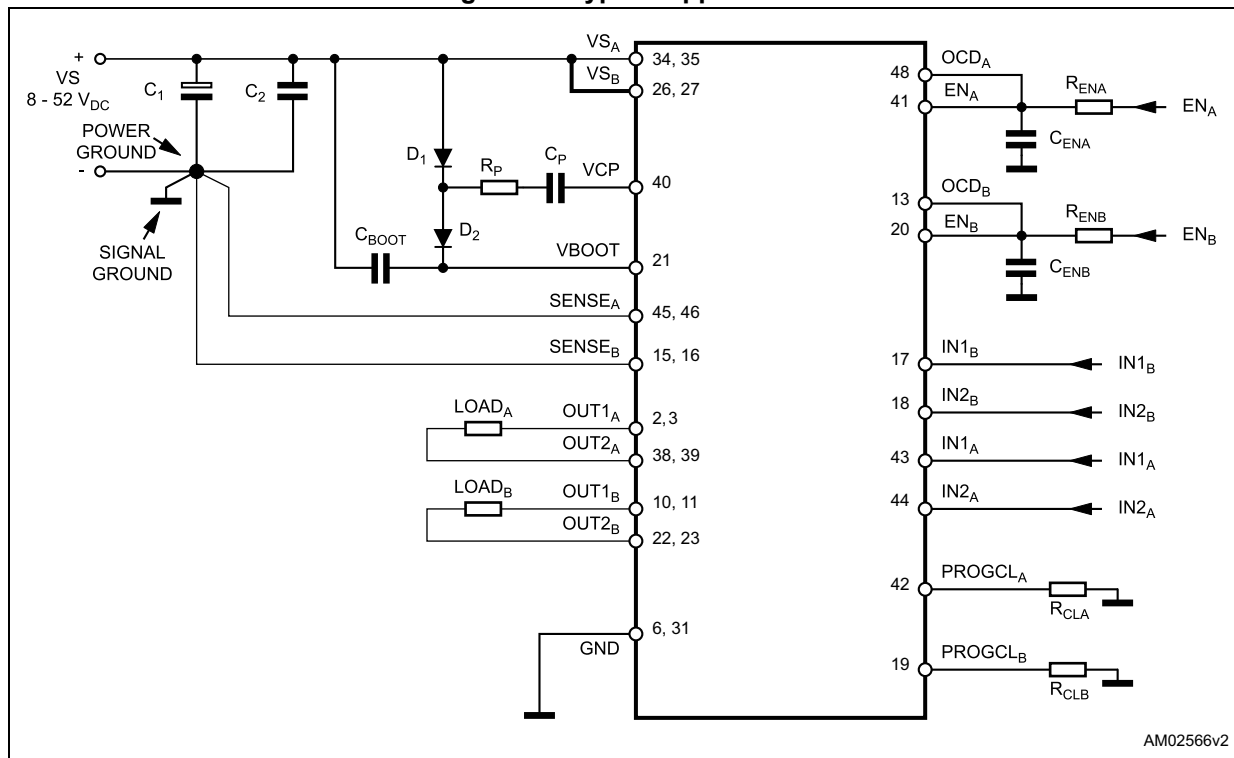 +
VS
8 - 52 VDC
C1
C2
POWER
GROUND
-
SIGNAL
GROUND
D1
RP
CP
VCP
D2
CBOOT
VBOOT
SENSEA
SENSEB
LOADA
OUT1A
OUT2A
LOADB
OUT1B
OUT2B
GND
VSA
VSB
34, 35
26, 27
40
21
45, 46
15, 16
2,3
38, 39
10, 11
22, 23
6, 31
48
OCDA
41
ENA
RENA
ENA
CENA
13
OCDB
20
ENB
RENB
ENB
CENB
17
IN1B
IN1B
18
IN2B
IN2B
43
IN1A
IN1A
44
IN2A
IN2A
42
PROGCLA
RCLA
19
PROGCLB
RCLB
AM02566v2